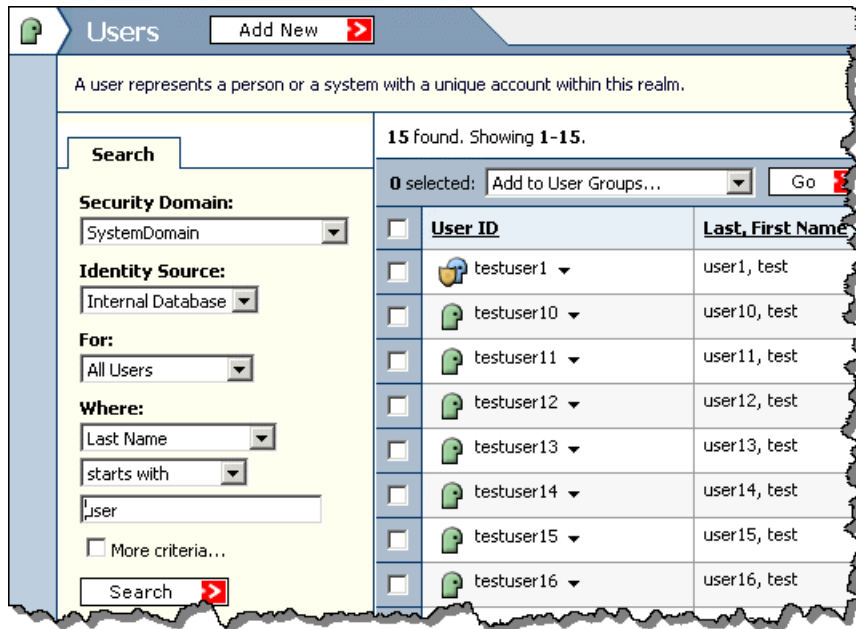 Users
Add New
A user represents a person or a system with a unique account within this realm.
Search
Security Domain:
SystemDomain
Identity Source:
Internal Database
For:
All Users
Where:
Last Name
starts with
user
More criteria...
Search
15 found. Showing 1-15.
0 selected: Add to User Groups... Go
User ID Last, First Name
testuser1 user1, test
testuser10 user10, test
testuser11 user11, test
testuser12 user12, test
testuser13 user13, test
testuser14 user14, test
testuser15 user15, test
testuser16 user16, test